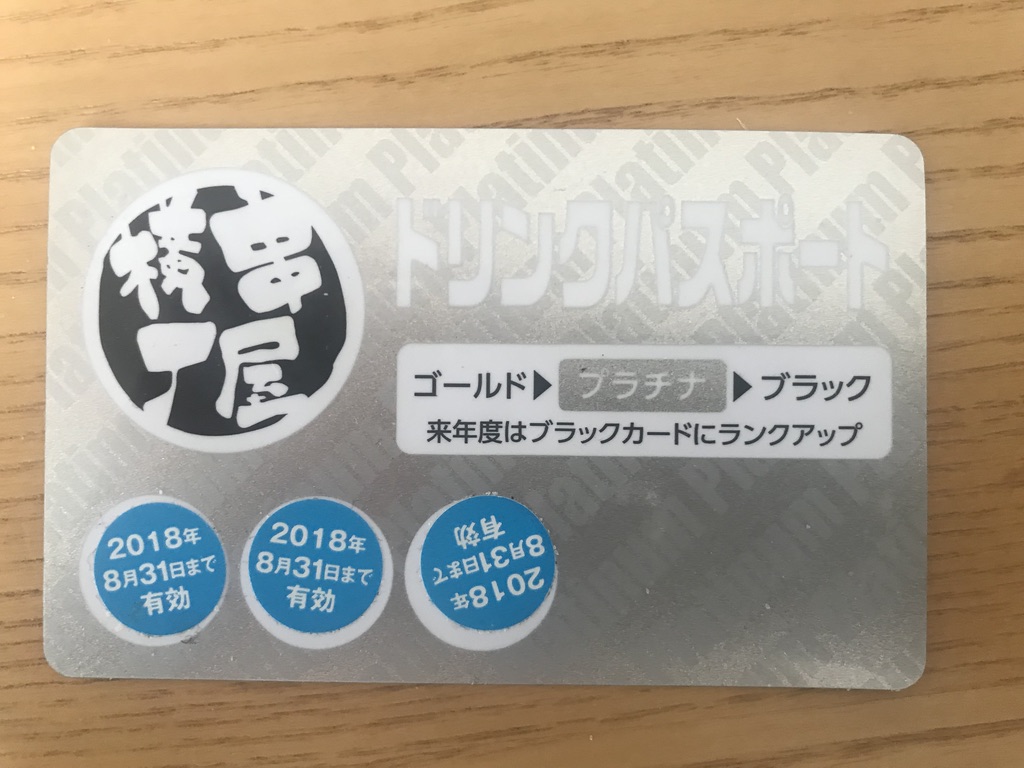 串屋
横丁
ドリンクパスポート
ゴールド▶プラチナ▶ブラック
来年度はブラックカードにランクアップ
2018年
8月31日まで
有効
2018年
8月31日まで
有効
2018年
8月31日まで
有効
Platinum Platinum Platinum